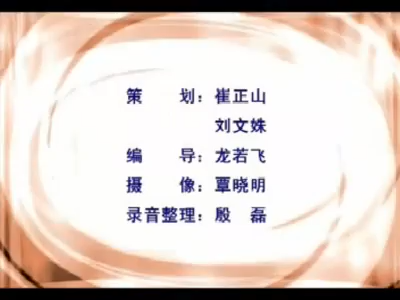 策 划：崔正山
刘文姝
编 导：龙若飞
摄 像：覃晓明
录音整理：殷 磊